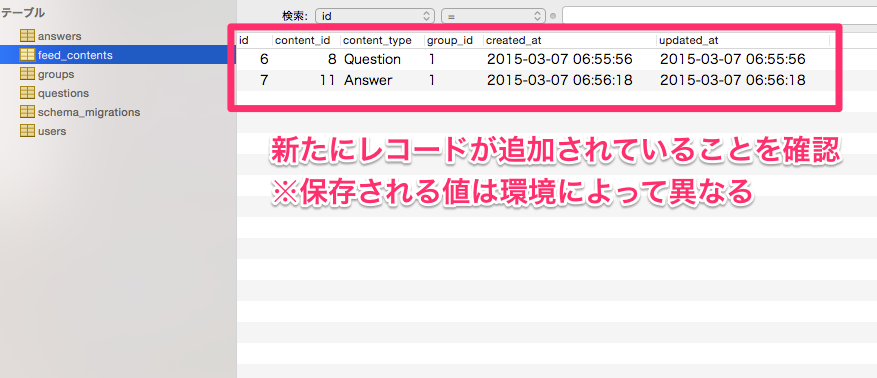 テーブル
検索: id =
answers
feed_contents
groups
questions
schema_migrations
users
id content_id content_type group_id created_at updated_at
6 8 Question 1 2015-03-07 06:55:56 2015-03-07 06:55:56
7 11 Answer 1 2015-03-07 06:56:18 2015-03-07 06:56:18
新たにレコードが追加されていることを確認
※保存される値は環境によって異なる